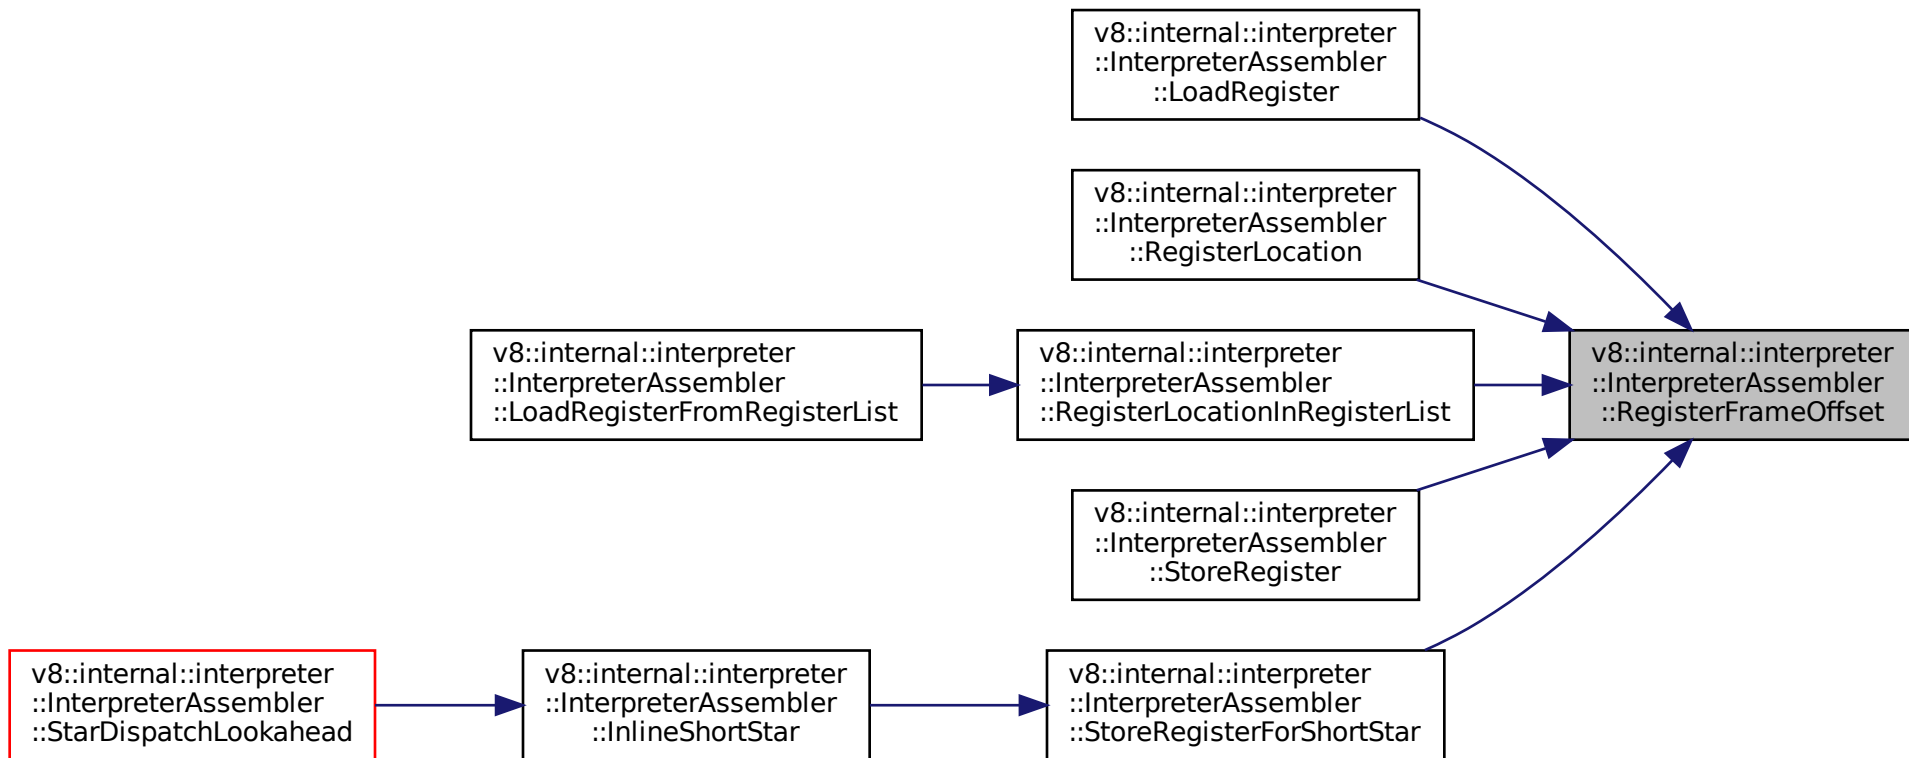 v8::internal::interpreter
::InterpreterAssembler
::LoadRegister
v8::internal::interpreter
::InterpreterAssembler
::RegisterLocation
v8::internal::interpreter
::InterpreterAssembler
::LoadRegisterFromRegisterList
v8::internal::interpreter
::InterpreterAssembler
::RegisterLocationInRegisterList
v8::internal::interpreter
::InterpreterAssembler
::RegisterFrameOffset
v8::internal::interpreter
::InterpreterAssembler
::StoreRegister
v8::internal::interpreter
::InterpreterAssembler
::StarDispatchLookahead
v8::internal::interpreter
::InterpreterAssembler
::InlineShortStar
v8::internal::interpreter
::InterpreterAssembler
::StoreRegisterForShortStar